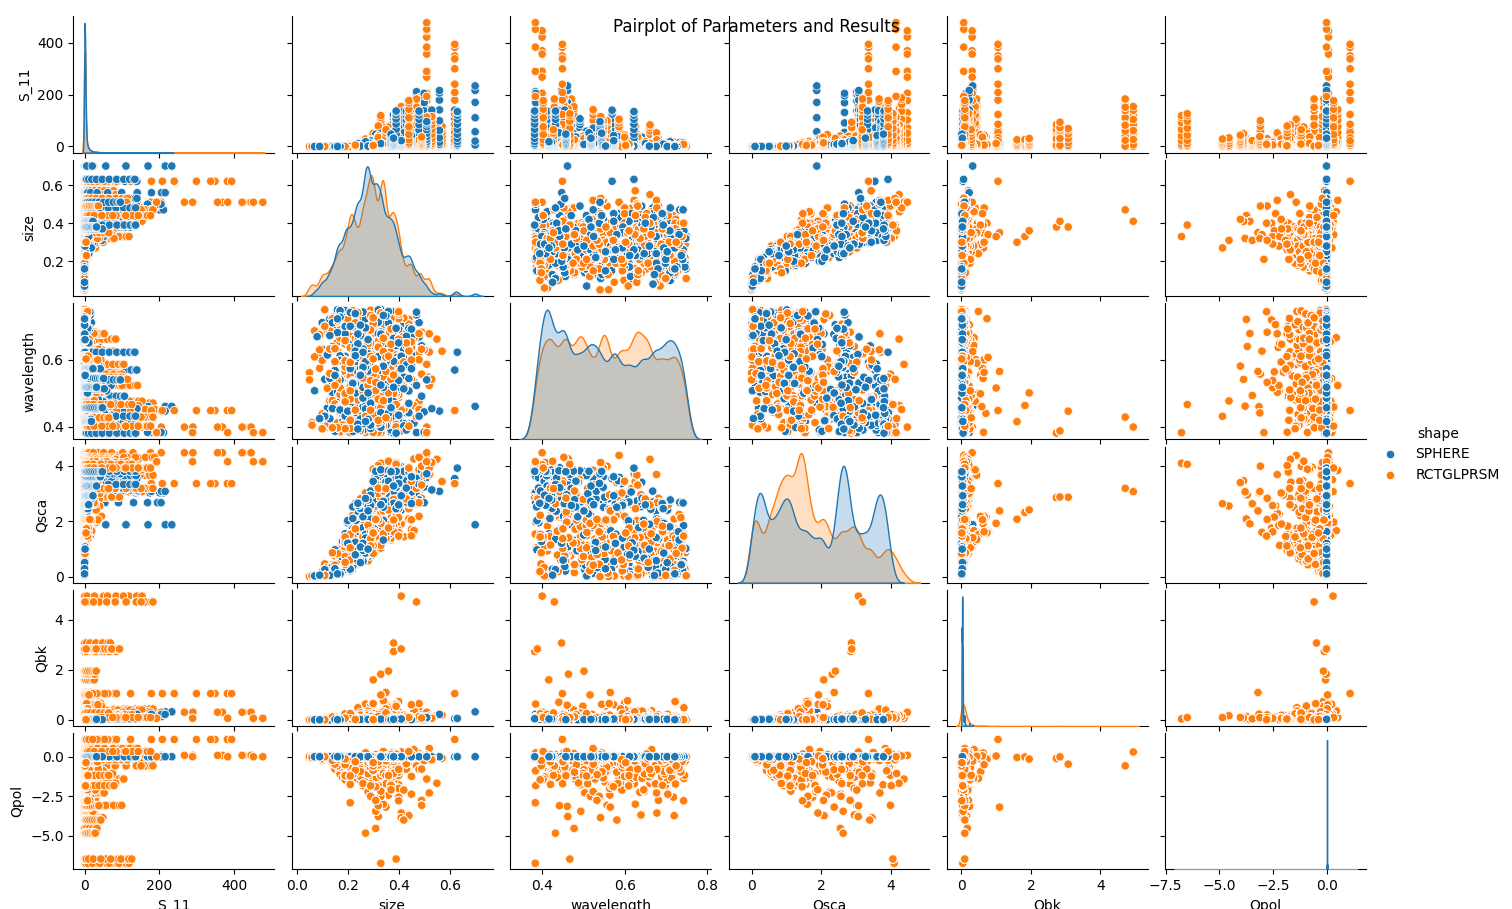 Pairplot of Parameters and Results
S_11
400
200
0
size
0.6
0.4
0.2
wavelength
0.6
0.4
Qsca
4
2
0
Qbk
4
2
0
Qpol
0.0
−2.5
−5.0
0 200 400
0.0 0.2 0.4 0.6
0.4 0.6 0.8
0 2 4
0 2 4
−7.5 −5.0 −2.5 0.0
S_11 size wavelength Qsca Qbk Qpol
shape
SPHERE
RCTGLPRSM